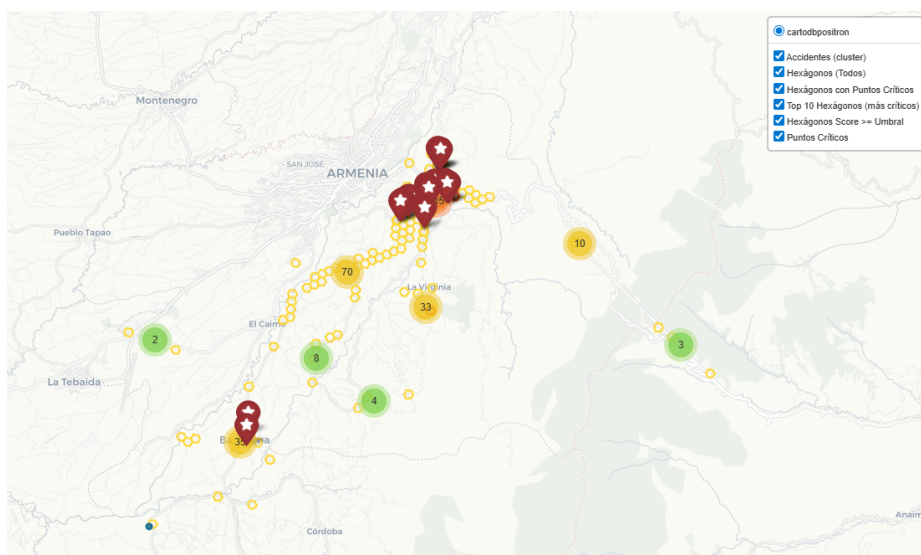 cartodbpositron
Accidentes (cluster)
Hexágonos (Todos)
Hexágonos con Puntos Críticos
Top 10 Hexágonos (más críticos)
Hexágonos Score >= Umbral
Puntos Críticos
Montenegro
SAN JOSÉ
ARMENIA
Pueblo Tapao
10
70
La Virginia
33
El Caimo
2
3
8
La Tebaida
4
Córdoba
Anaim